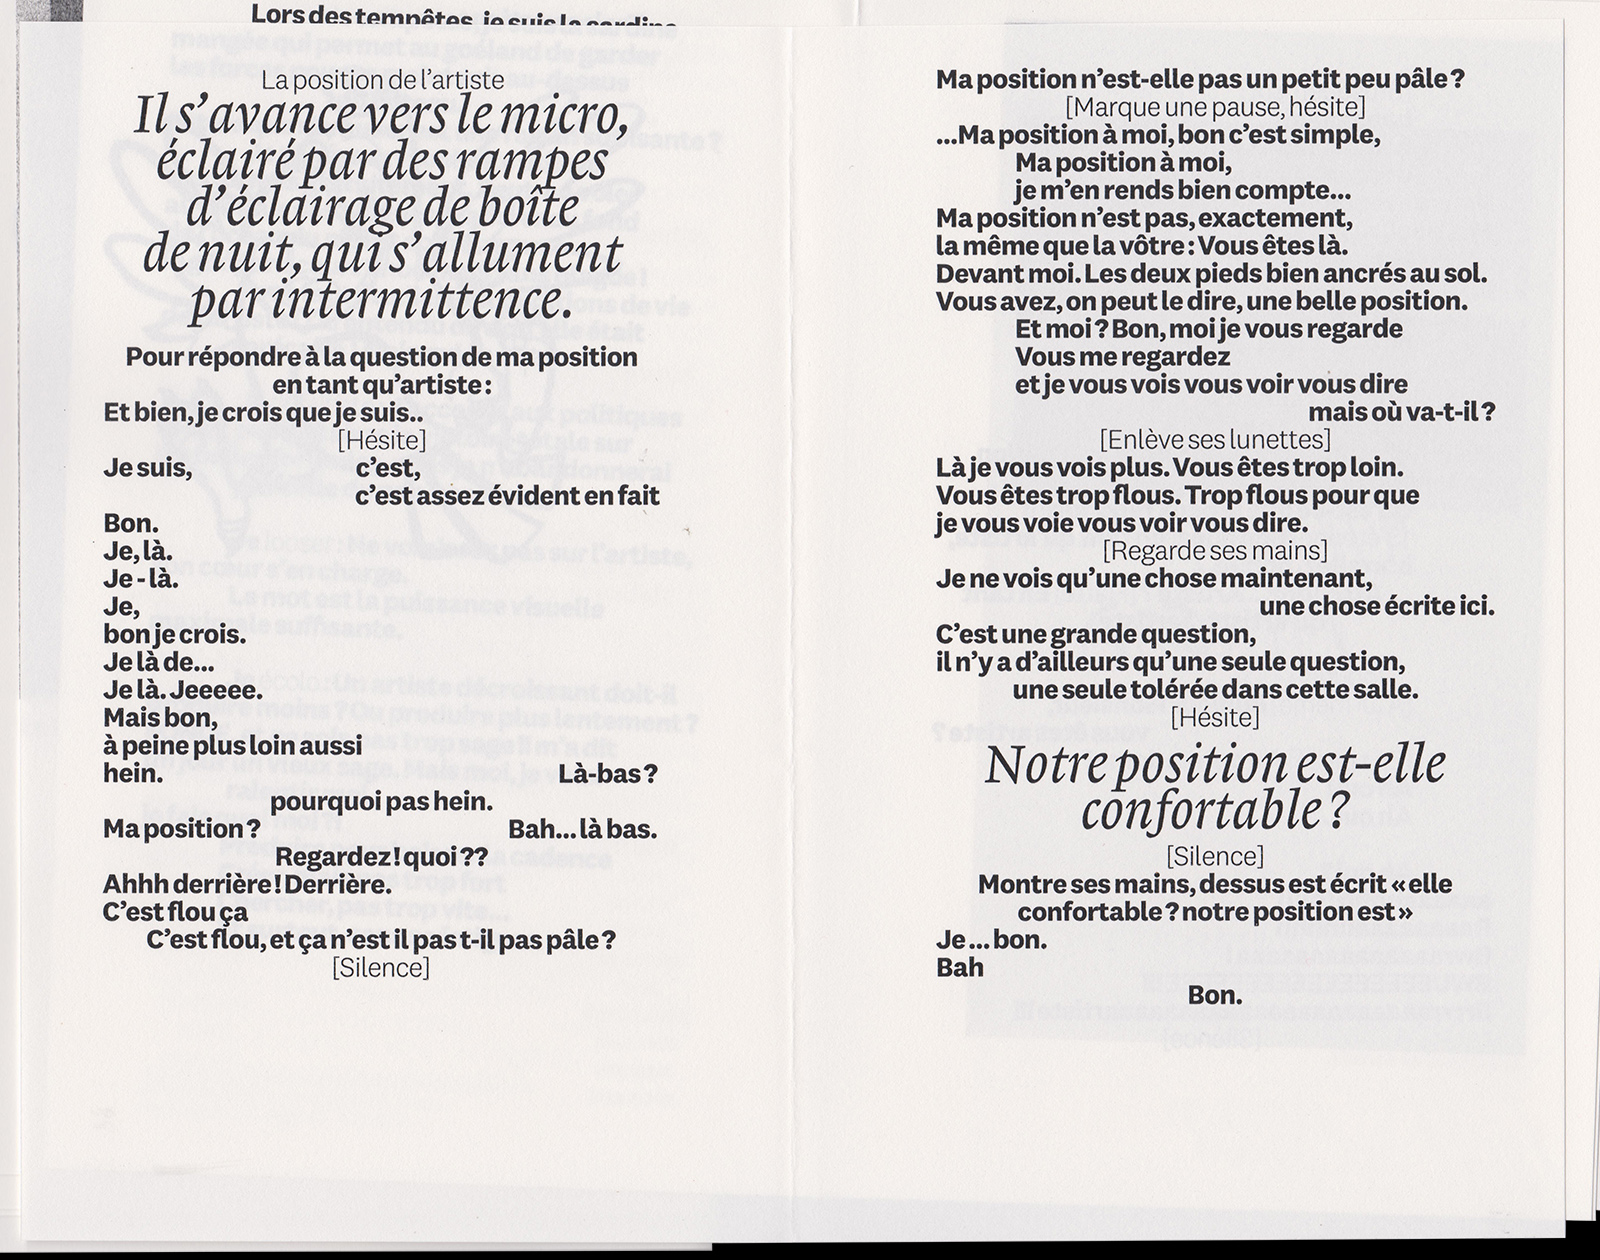 Lors des tempêtes, je suis la sardine
La position de l’artiste
Il s’avance vers le micro,
éclairé par des rampes
d’éclairage de boîte
de nuit, qui s’allument
par intermittence.
Pour répondre à la question de ma position
en tant qu’artiste :
Et bien, je crois que je suis..
[Hésite]
Je suis, c’est,
c’est assez évident en fait
Bon.
Je, là.
Je - là.
Je,
bon je crois.
Je là de...
Je là. Jeeeee.
Mais bon,
à peine plus loin aussi
hein. Là-bas ?
pourquoi pas hein.
Ma position ? Bah... là bas.
Regardez ! quoi ??
Ahhh derrière ! Derrière.
C’est flou ça
C’est flou, et ça n’est il pas t-il pas pâle ?
[Silence]
Ma position n’est-elle pas un petit peu pâle ?
[Marque une pause, hésite]
...Ma position à moi, bon c’est simple,
Ma position à moi,
je m’en rends bien compte...
Ma position n’est pas, exactement,
la même que la vôtre : Vous êtes là.
Devant moi. Les deux pieds bien ancrés au sol.
Vous avez, on peut le dire, une belle position.
Et moi ? Bon, moi je vous regarde
Vous me regardez
et je vous vois vous voir vous dire
mais où va-t-il ?
[Enlève ses lunettes]
Là je vous vois plus. Vous êtes trop loin.
Vous êtes trop flous. Trop flous pour que
je vous voie vous voir vous dire.
[Regarde ses mains]
Je ne vois qu’une chose maintenant,
une chose écrite ici.
C’est une grande question,
il n’y a d’ailleurs qu’une seule question,
une seule tolérée dans cette salle.
[Hésite]
Notre position est-elle
confortable ?
[Silence]
Montre ses mains, dessus est écrit « elle
confortable ? notre position est »
Je ... bon.
Bah
Bon.